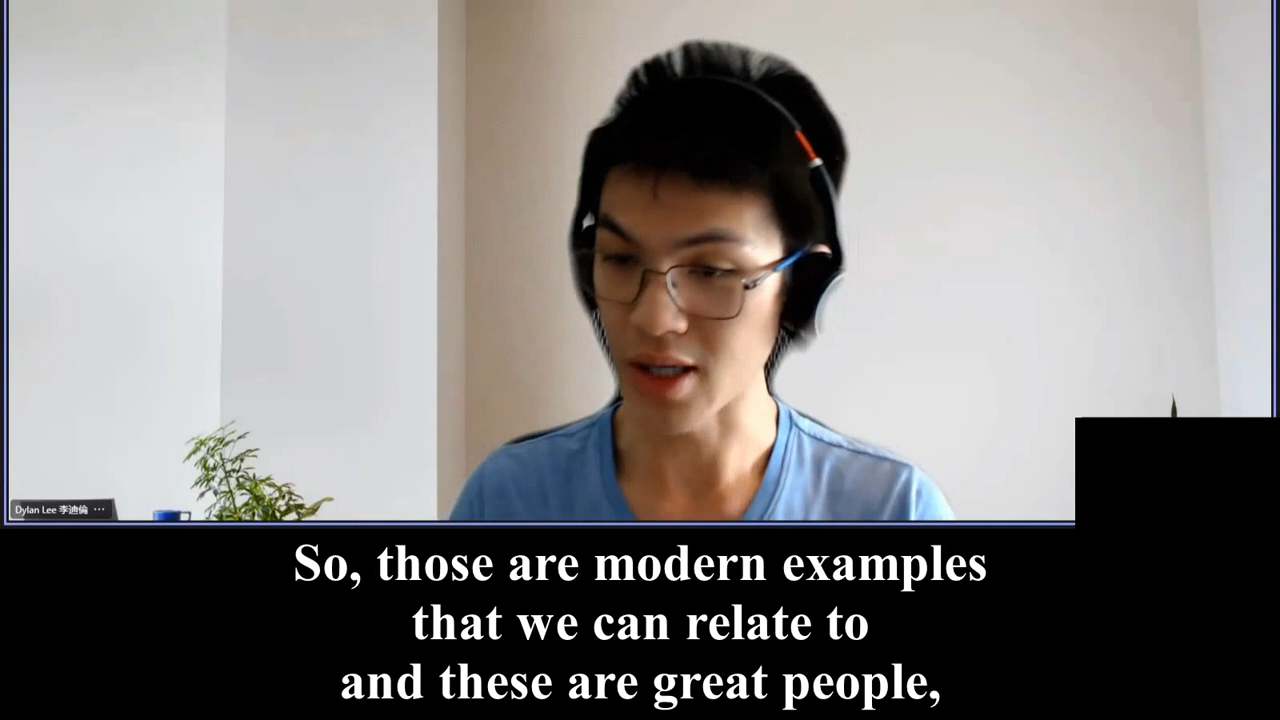 Dylan Lee 李迪倫 ...
So, those are modern examples
that we can relate to
and these are great people,